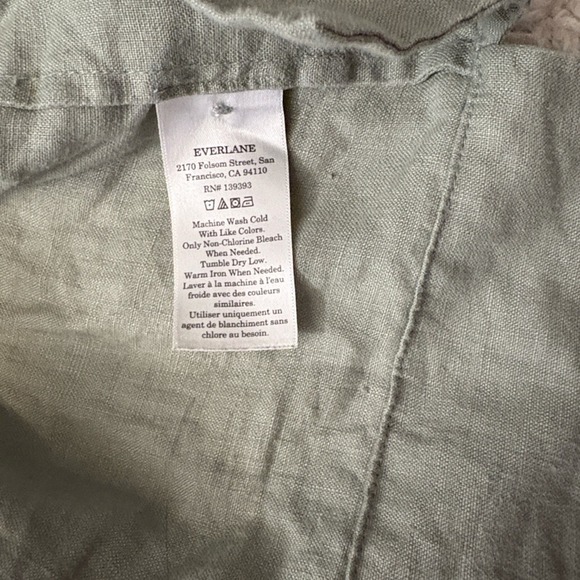 EVERLANE
2170 Folsom Street, San
Francisco, CA 94110
RN# 139393
Machine Wash Cold
With Like Colors.
Only Non-Chlorine Bleach
When Needed.
Tumble Dry Low.
Warm Iron When Needed.
Laver à la machine à l'eau
froide avec des couleurs
similaires.
Utiliser uniquement un
agent de blanchiment sans
chlore au besoin.